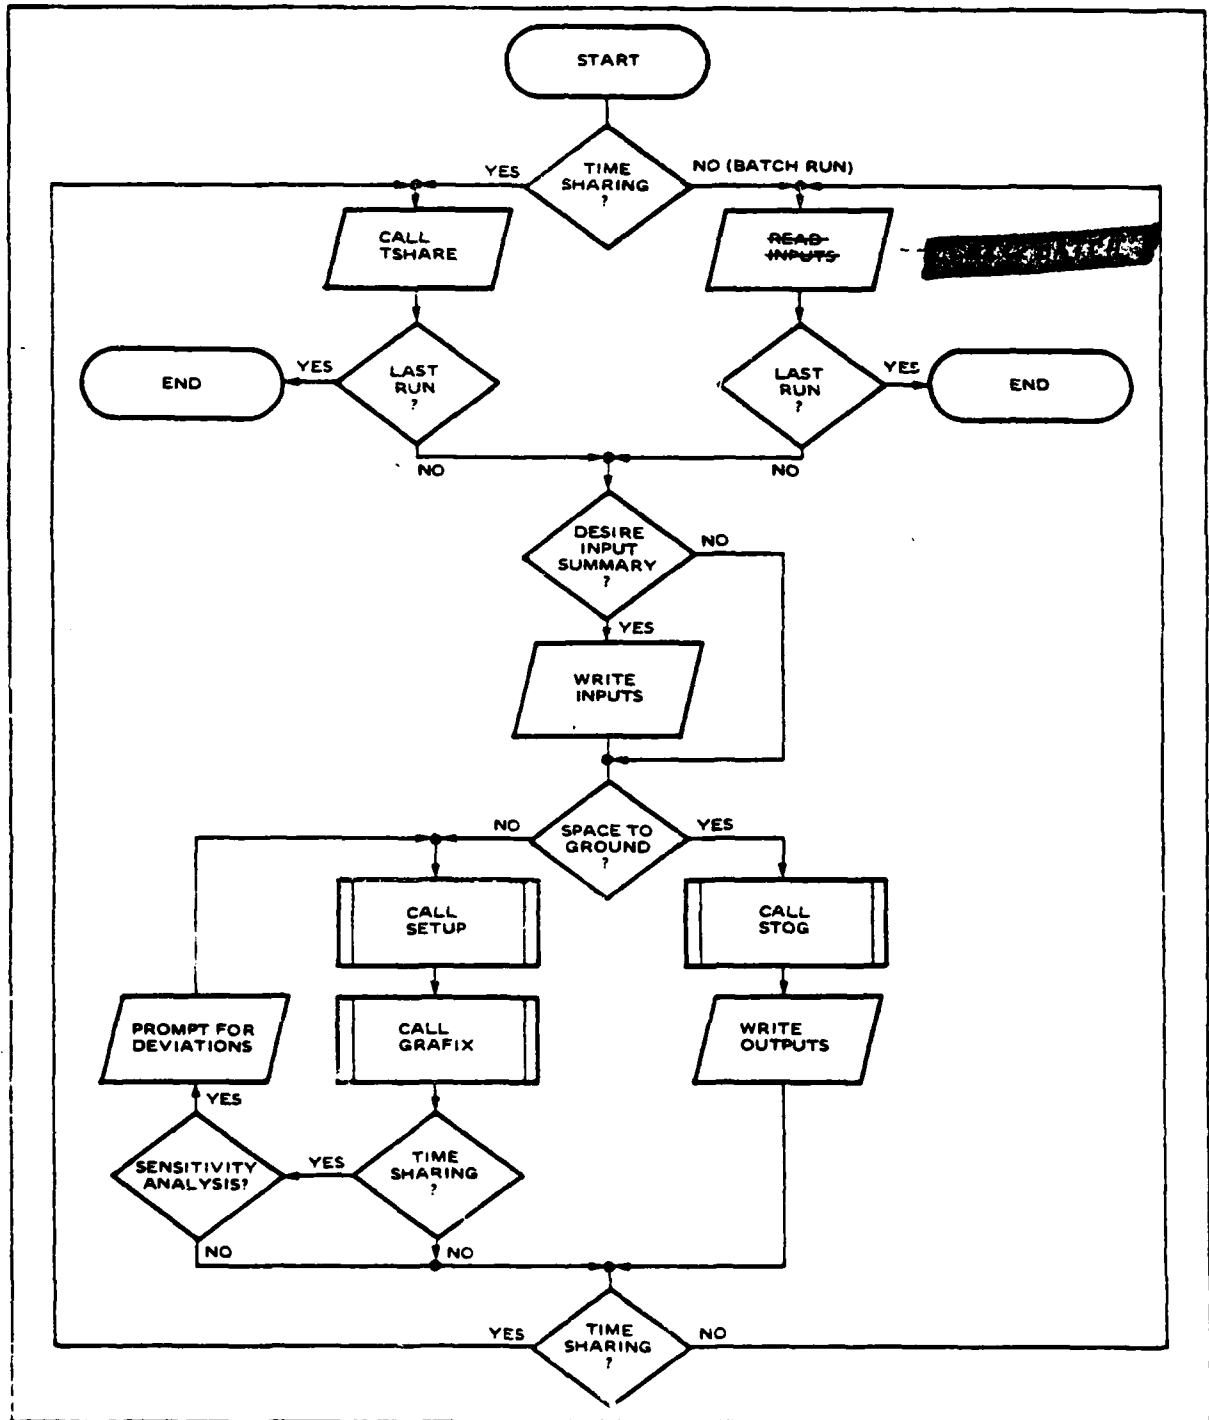 START
TIME
SHARING
?
YES
NO (BATCH RUN)
CALL
TSHARE
READ
INPUTS
LAST
RUN
?
YES
END
LAST
RUN
?
YES
END
NO
NO
DESIRE
INPUT
SUMMARY
?
NO
YES
WRITE
INPUTS
SPACE TO
GROUND
?
NO
YES
CALL
SETUP
CALL
STOG
PROMPT FOR
DEVIATIONS
CALL
GRAFIX
WRITE
OUTPUTS
YES
SENSITIVITY
ANALYSIS?
YES
TIME
SHARING
?
NO
NO
TIME
SHARING
?
YES
NO